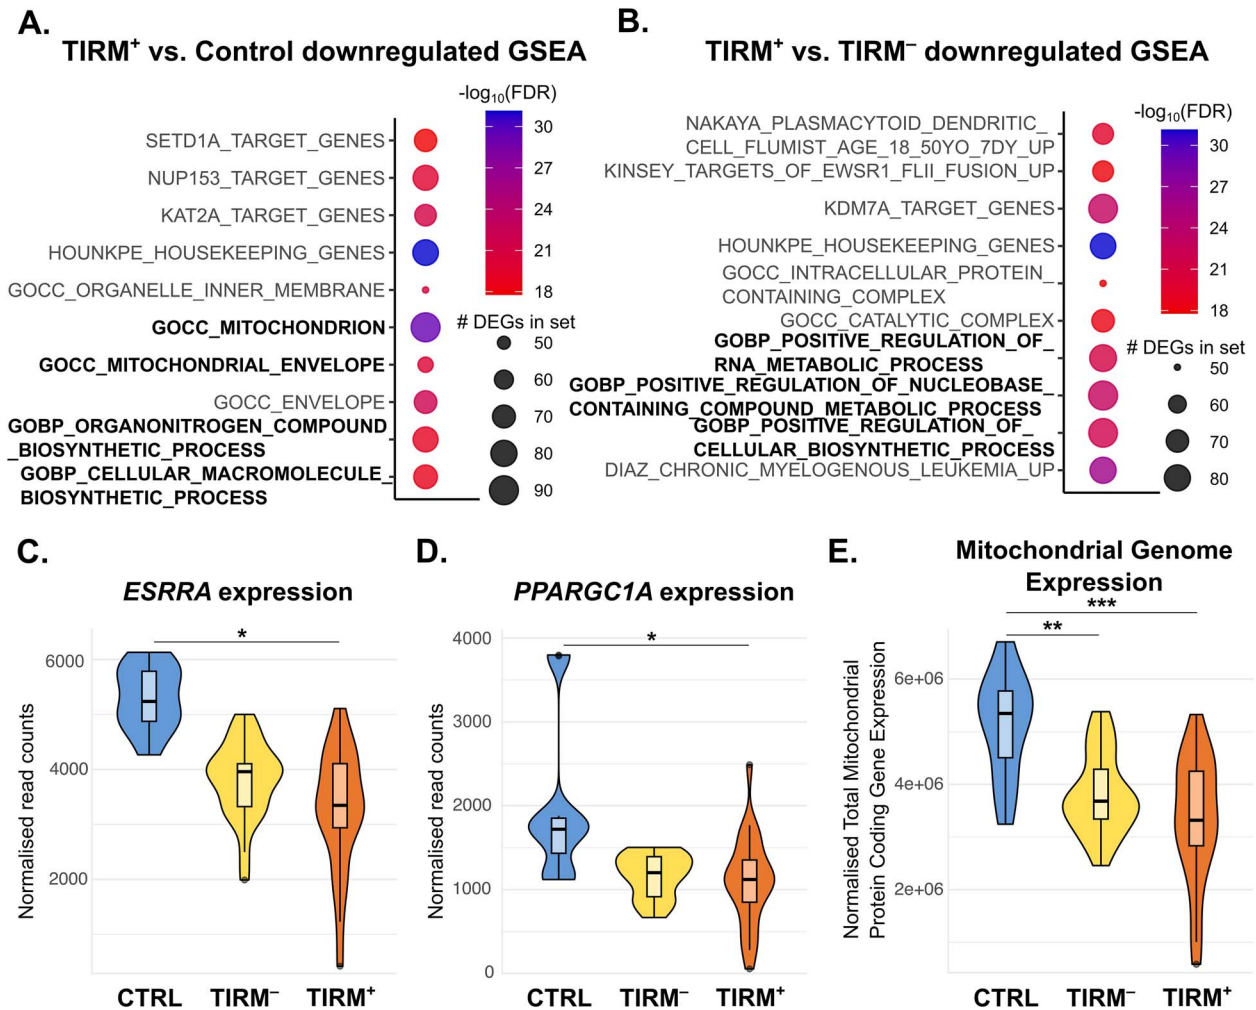 A.
TIRM⁺ vs. Control downregulated GSEA
-log₁₀(FDR)
SETD1A_TARGET_GENES
NUP153_TARGET_GENES
KAT2A_TARGET_GENES
HOUNKPE_HOUSEKEEPING_GENES
GOCC_ORGANELLE_INNER_MEMBRANE
GOCC_MITOCHONDRION
GOCC_MITOCHONDRIAL_ENVELOPE
GOCC_ENVELOPE
GOBP_ORGANONITROGEN_COMPOUND
_BIOSYNTHETIC_PROCESS
GOBP_CELLULAR_MACROMOLECULE_
BIOSYNTHETIC_PROCESS
30
27
24
21
18
# DEGs in set
50
60
70
80
90
B.
TIRM⁺ vs. TIRM⁻ downregulated GSEA
-log₁₀(FDR)
NAKAYA_PLASMACYTOID_DENDRITIC_
CELL_FLUMIST_AGE_18_50YO_7DY_UP
KINSEY_TARGETS_OF_EWSR1_FLII_FUSION_UP
KDM7A_TARGET_GENES
HOUNKPE_HOUSEKEEPING_GENES
GOCC_INTRACELLULAR_PROTEIN_
CONTAINING_COMPLEX
GOCC_CATALYTIC_COMPLEX
GOBP_POSITIVE_REGULATION_OF_
RNA_METABOLIC_PROCESS
GOBP_POSITIVE_REGULATION_OF_NUCLEOBASE_
CONTAINING_COMPOUND_METABOLIC_PROCESS
GOBP_POSITIVE_REGULATION_OF_
CELLULAR_BIOSYNTHETIC_PROCESS
DIAZ_CHRONIC_MYELOGENOUS_LEUKEMIA_UP
30
27
24
21
18
# DEGs in set
50
60
70
80
C.
ESRRA expression
*
Normalised read counts
6000
4000
2000
CTRL
TIRM⁻
TIRM⁺
D.
PPARGC1A expression
*
Normalised read counts
4000
3000
2000
1000
0
CTRL
TIRM⁻
TIRM⁺
E.
Mitochondrial Genome
Expression
***
**
Normalised Total Mitochondrial
Protein Coding Gene Expression
6e+06
4e+06
2e+06
CTRL
TIRM⁻
TIRM⁺